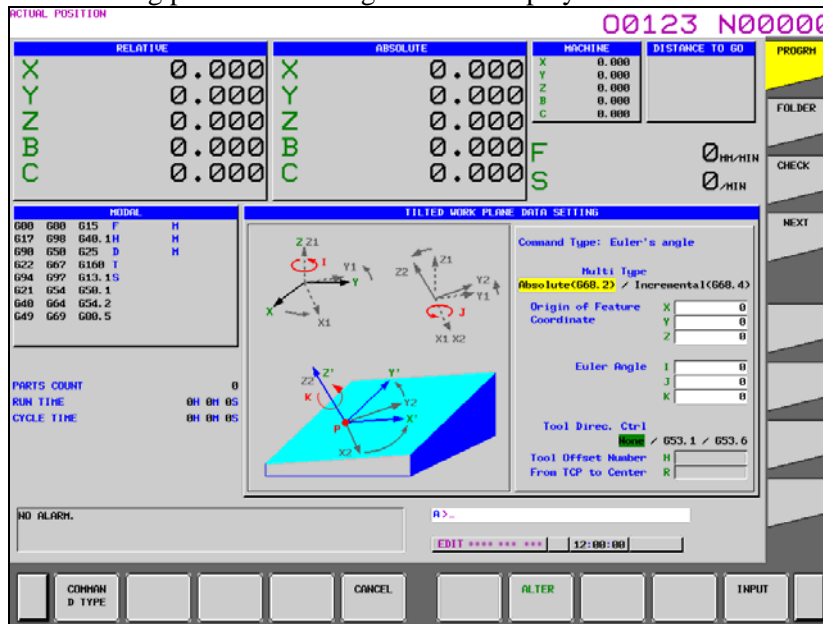 ACTUAL POSITION
O0123 N00000
RELATIVE
X 0.000
Y 0.000
Z 0.000
B 0.000
C 0.000
ABSOLUTE
X 0.000
Y 0.000
Z 0.000
B 0.000
C 0.000
MACHINE
X 0.000
Y 0.000
Z 0.000
B 0.000
C 0.000
DISTANCE TO GO
F 0MM/MIN
S 0/MIN
PROGRM
FOLDER
CHECK
NEXT
MODAL
G00 G80 G15 F M
G17 G98 G40.1H M
G90 G50 G25 D M
G22 G67 G160 T
G94 G97 G13.1S
G21 G54 G50.1
G40 G64 G54.2
G49 G69 G80.5
PARTS COUNT 0
RUN TIME 0H 0M 0S
CYCLE TIME 0H 0M 0S
TILTED WORK PLANE DATA SETTING
Z Z1
I
Y1
Y
X
X1
Z2
Z1
Y2
Y1
J
X1 X2
Z2
Z'
Y'
K
Y2
X'
P
X2
Command Type: Euler's angle
Multi Type
Absolute(G68.2) / Incremental(G68.4)
Origin of Feature X 0
Coordinate Y 0
Z 0
Euler Angle I 0
J 0
K 0
Tool Direc. Ctrl
None / G53.1 / G53.6
Tool Offset Number H
From TCP to Center R
NO ALARM.
A>_
EDIT **** *** *** 12:00:00
COMMAN
D TYPE
CANCEL
ALTER
INPUT